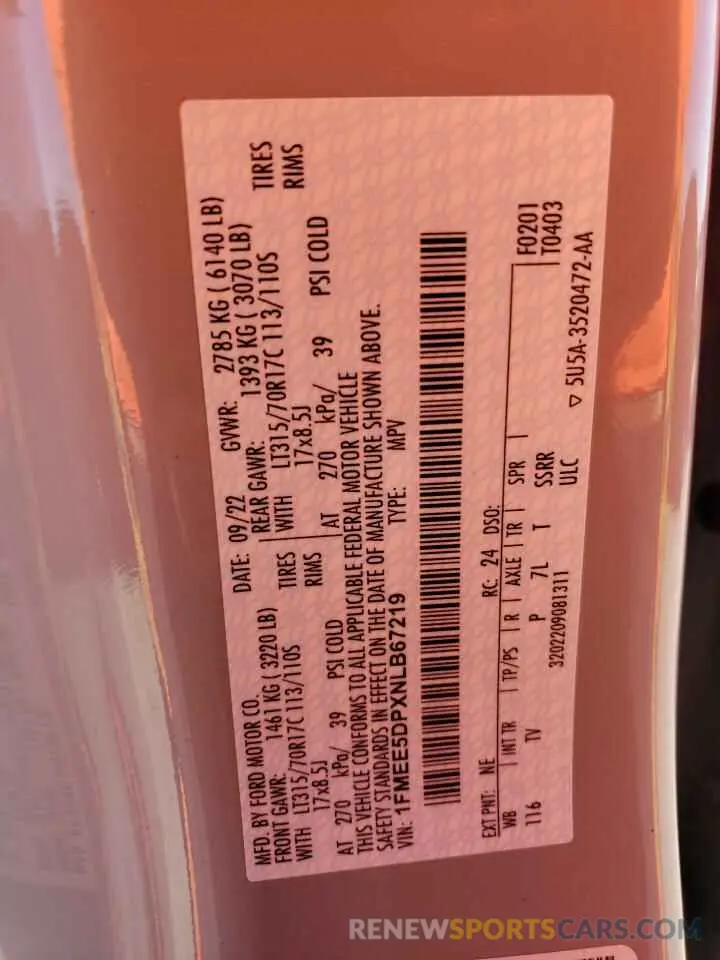 MFD. BY FORD MOTOR CO.
DATE: 09/22 GVWR: 2785 KG ( 6140 LB)
FRONT GAWR: 1461 KG ( 3220 LB)
REAR GAWR: 1393 KG ( 3070 LB)
WITH LT315/70R17C 113/110S TIRES
WITH LT315/70R17C 113/110S TIRES
17x8.5J RIMS
17x8.5J RIMS
AT 270 kPa/ 39 PSI COLD
AT 270 kPa/ 39 PSI COLD
THIS VEHICLE CONFORMS TO ALL APPLICABLE FEDERAL MOTOR VEHICLE
SAFETY STANDARDS IN EFFECT ON THE DATE OF MANUFACTURE SHOWN ABOVE.
VIN: 1FMEE5DPXNLB67219 TYPE: MPV
EXT PNT: NE RC: 24 DSO:
WB INT TR TP/PS R AXLE TR SPR F0201
116 TV P 7L T SSRR T0403
ULC
3202209081311 ▽ 5U5A-3520472-AA
RENEWSPORTSCARS.COM